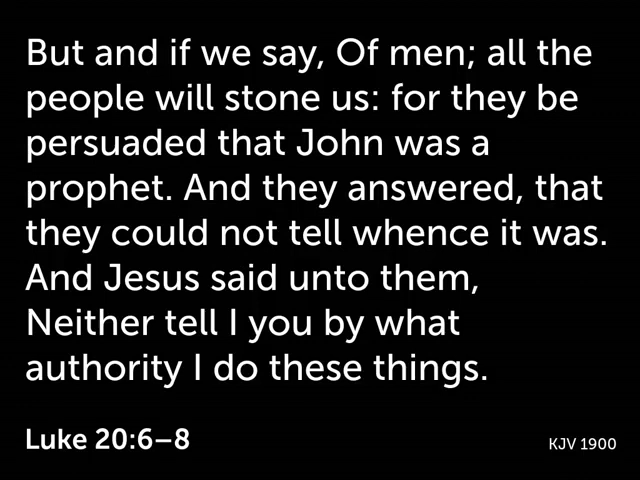 But and if we say, Of men; all the
people will stone us: for they be
persuaded that John was a
prophet. And they answered, that
they could not tell whence it was.
And Jesus said unto them,
Neither tell I you by what
authority I do these things.
Luke 20:6–8
KJV 1900